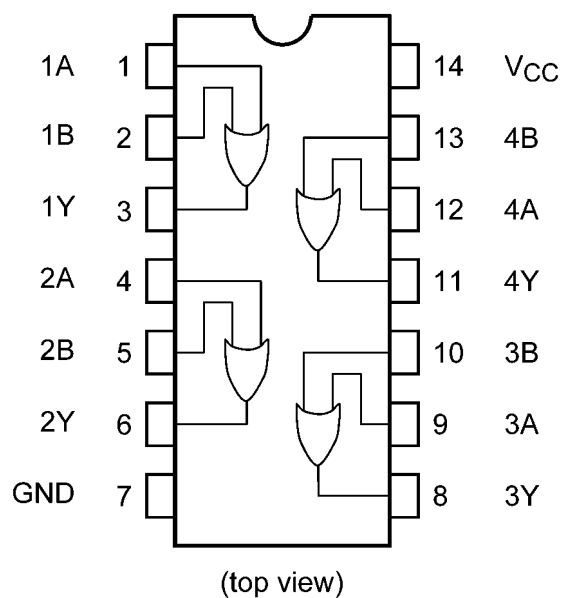 1A 1 14 VCC
1B 2 13 4B
1Y 3 12 4A
2A 4 11 4Y
2B 5 10 3B
2Y 6 9 3A
GND 7 8 3Y
(top view)